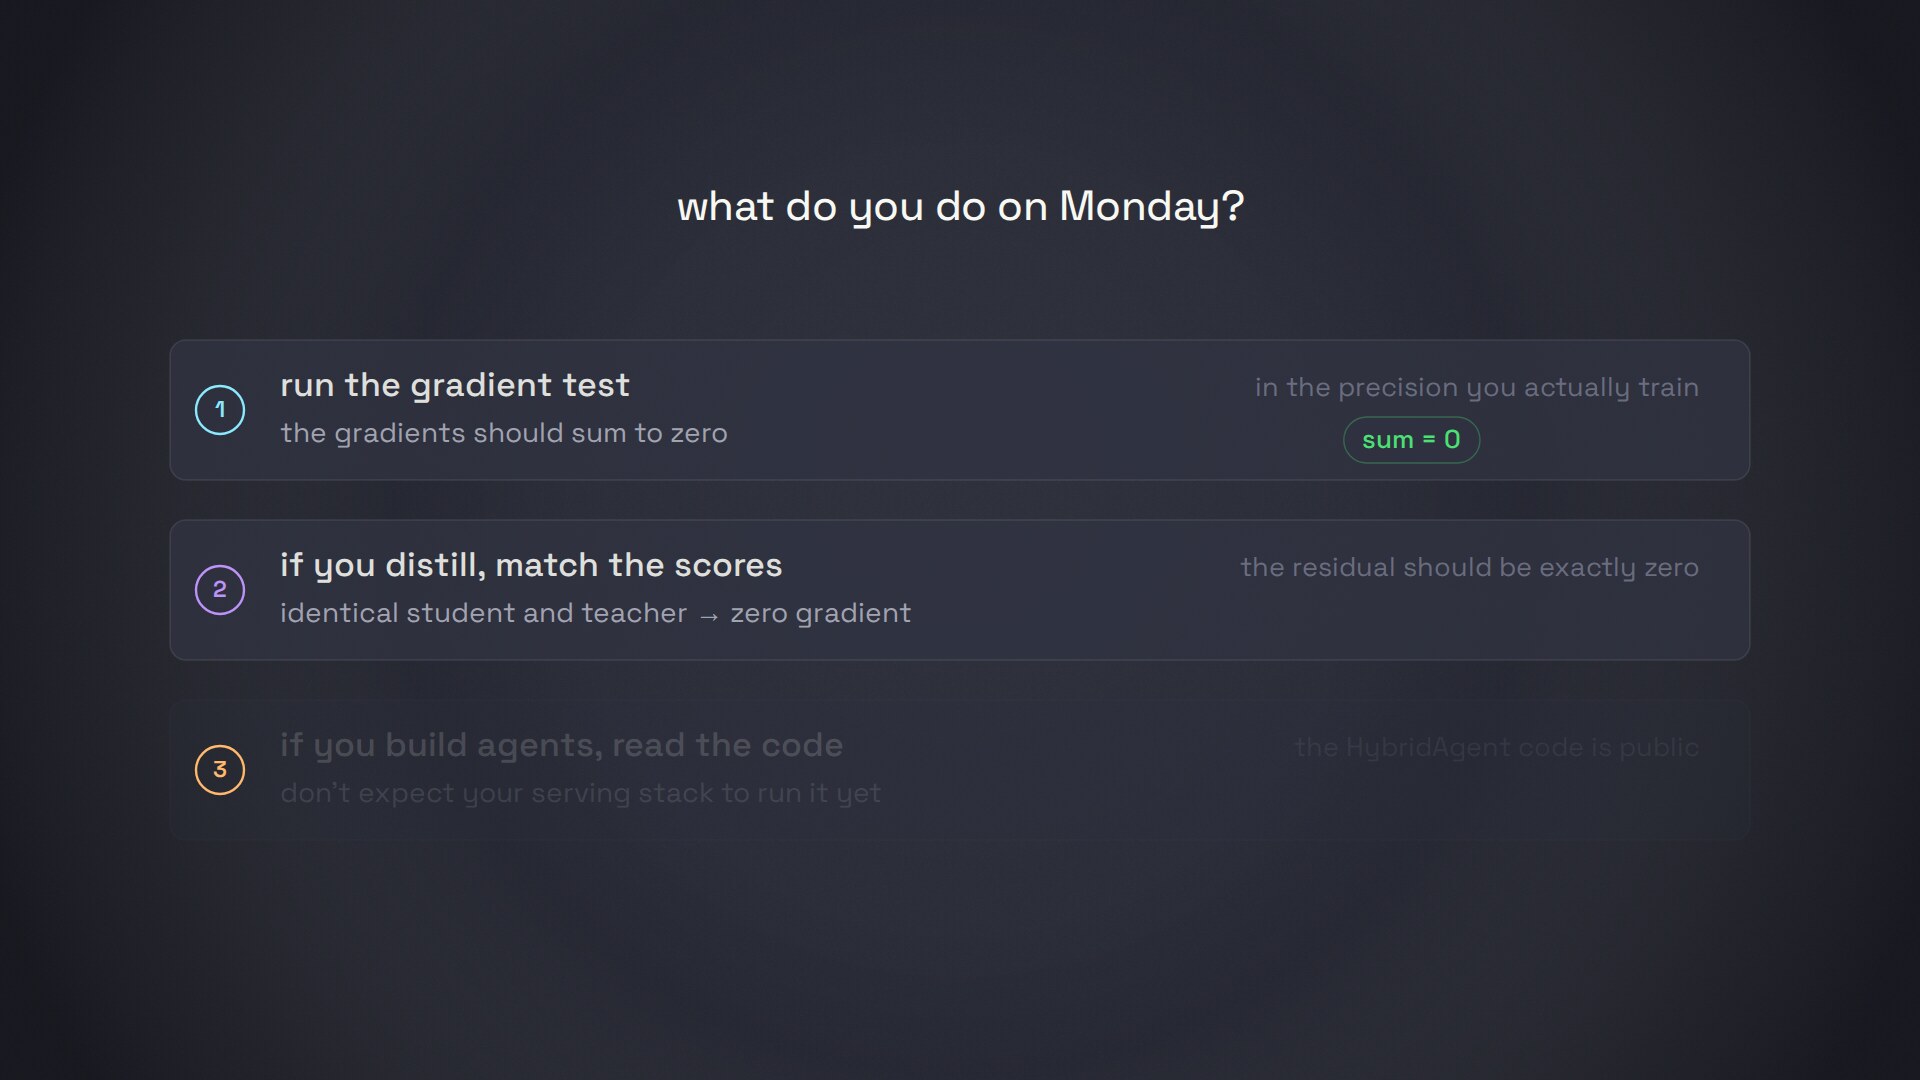 what do you do on Monday?
1
run the gradient test
the gradients should sum to zero
in the precision you actually train
sum = 0
2
if you distill, match the scores
identical student and teacher → zero gradient
the residual should be exactly zero
3
if you build agents, read the code
don't expect your serving stack to run it yet
the HybridAgent code is public